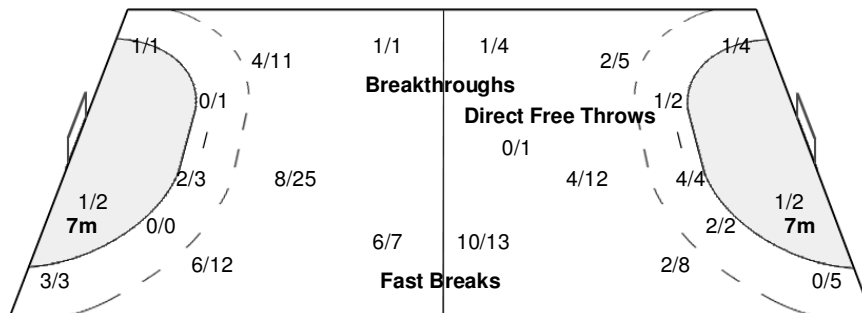 1/1 4/11 1/1 1/4 2/5 1/4
Breakthroughs
0/1 Direct Free Throws 1/2
0/1
2/3 8/25 4/12 4/4
1/2 1/2
7m 0/0 2/2 7m
6/7 10/13
6/12 2/8
3/3 Fast Breaks 0/5